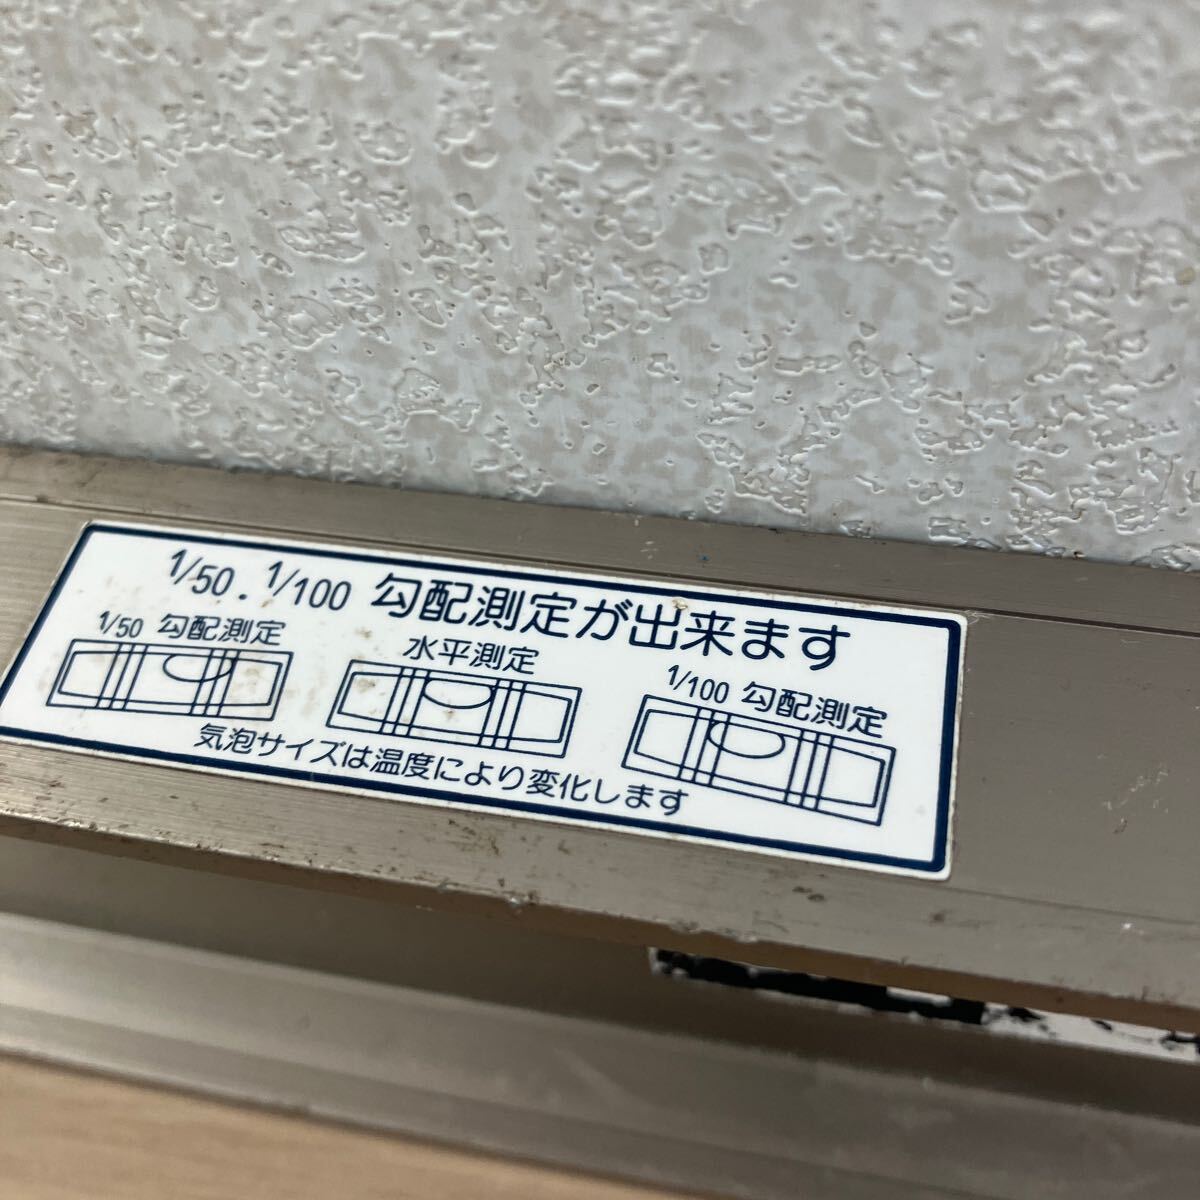 1/50．1/100 勾配測定が出来ます
1/50 勾配測定
水平測定
1/100 勾配測定
気泡サイズは温度により変化します